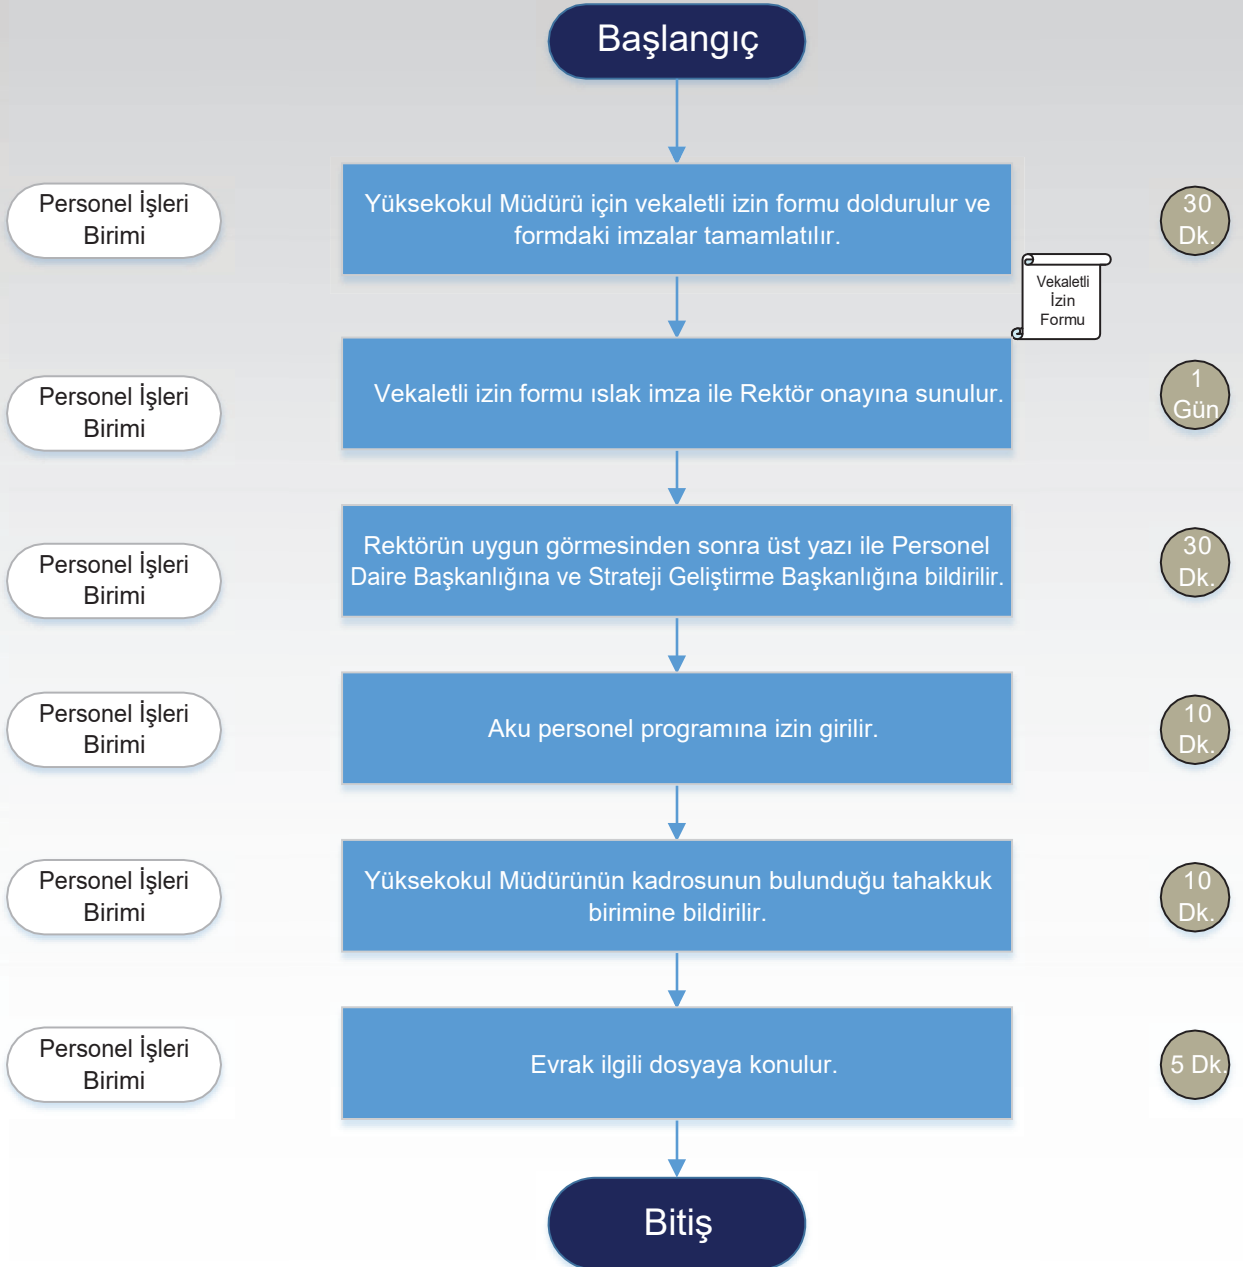 Başlangıç
Personel İşleri
Birimi
Yüksekokul Müdürü için vekaletli izin formu doldurulur ve
formdaki imzalar tamamlatılır.
30
Dk.
Vekaletli
İzin
Formu
Personel İşleri
Birimi
Vekaletli izin formu ıslak imza ile Rektör onayına sunulur.
1
Gün
Personel İşleri
Birimi
Rektörün uygun görmesinden sonra üst yazı ile Personel
Daire Başkanlığına ve Strateji Geliştirme Başkanlığına bildirilir.
30
Dk.
Personel İşleri
Birimi
Aku personel programına izin girilir.
10
Dk.
Personel İşleri
Birimi
Yüksekokul Müdürünün kadrosunun bulunduğu tahakkuk
birimine bildirilir.
10
Dk.
Personel İşleri
Birimi
Evrak ilgili dosyaya konulur.
5 Dk.
Bitiş